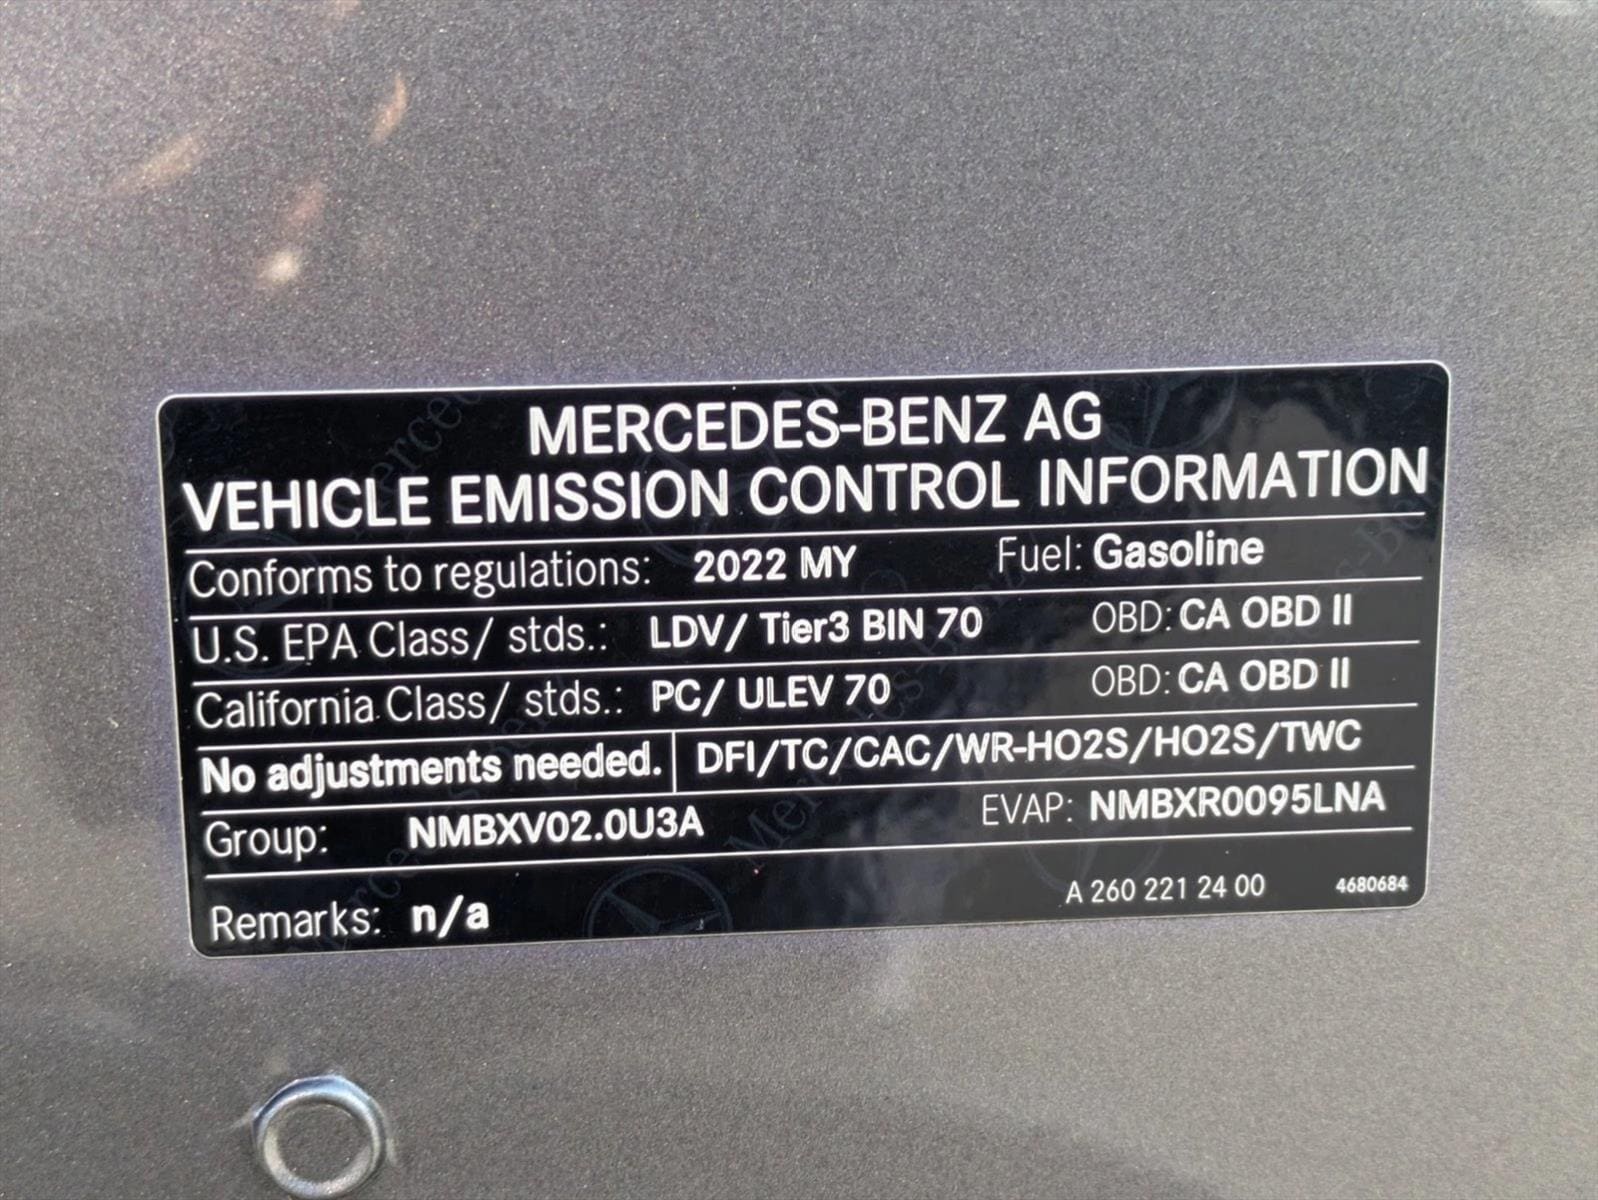 MERCEDES-BENZ AG
VEHICLE EMISSION CONTROL INFORMATION
Conforms to regulations: 2022 MY Fuel: Gasoline
U.S. EPA Class/ stds.: LDV/ Tier3 BIN 70 OBD: CA OBD II
California Class/ stds.: PC/ ULEV 70 OBD: CA OBD II
No adjustments needed. DFI/TC/CAC/WR-HO2S/HO2S/TWC
Group: NMBXV02.0U3A EVAP: NMBXR0095LNA
Remarks: n/a A 260 221 24 00 4680684